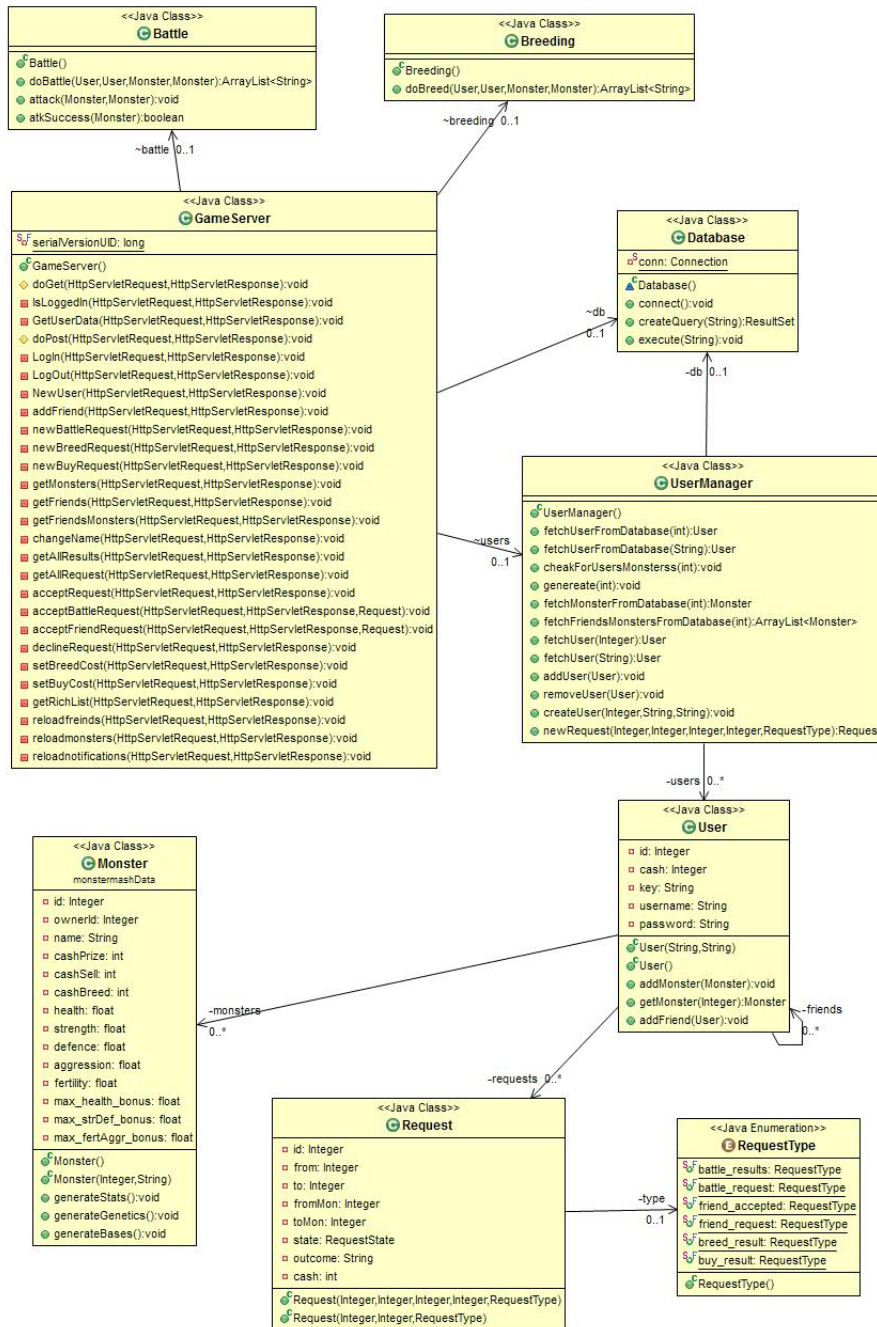 <<Java Class>>
Battle
Battle()
doBattle(User,User,Monster,Monster):ArrayList<String>
attack(Monster,Monster):void
atkSuccess(Monster):boolean
<<Java Class>>
Breeding
Breeding()
doBreed(User,User,Monster,Monster):ArrayList<String>
~battle 0..1
~breeding 0..1
<<Java Class>>
GameServer
serialVersionUID: long
GameServer()
doGet(HttpServletRequest,HttpServletResponse):void
IsLoggedIn(HttpServletRequest,HttpServletResponse):void
GetUserData(HttpServletRequest,HttpServletResponse):void
doPost(HttpServletRequest,HttpServletResponse):void
LogIn(HttpServletRequest,HttpServletResponse):void
LogOut(HttpServletRequest,HttpServletResponse):void
NewUser(HttpServletRequest,HttpServletResponse):void
addFriend(HttpServletRequest,HttpServletResponse):void
newBattleRequest(HttpServletRequest,HttpServletResponse):void
newBreedRequest(HttpServletRequest,HttpServletResponse):void
newBuyRequest(HttpServletRequest,HttpServletResponse):void
getMonsters(HttpServletRequest,HttpServletResponse):void
getFriends(HttpServletRequest,HttpServletResponse):void
getFriendsMonsters(HttpServletRequest,HttpServletResponse):void
changeName(HttpServletRequest,HttpServletResponse):void
getAllResults(HttpServletRequest,HttpServletResponse):void
getAllRequest(HttpServletRequest,HttpServletResponse):void
acceptRequest(HttpServletRequest,HttpServletResponse):void
acceptBattleRequest(HttpServletRequest,HttpServletResponse,Request):void
acceptFriendRequest(HttpServletRequest,HttpServletResponse,Request):void
declineRequest(HttpServletRequest,HttpServletResponse):void
setBreedCost(HttpServletRequest,HttpServletResponse):void
setBuyCost(HttpServletRequest,HttpServletResponse):void
getRichList(HttpServletRequest,HttpServletResponse):void
reloadfreinds(HttpServletRequest,HttpServletResponse):void
reloadmonsters(HttpServletRequest,HttpServletResponse):void
reloadnotifications(HttpServletRequest,HttpServletResponse):void
<<Java Class>>
Database
conn: Connection
Database()
connect():void
createQuery(String):ResultSet
execute(String):void
~db
0..1
-db 0..1
~users
0..1
<<Java Class>>
UserManager
UserManager()
fetchUserFromDatabase(int):User
fetchUserFromDatabase(String):User
cheakForUsersMonsterss(int):void
genereate(int):void
fetchMonsterFromDatabase(int):Monster
fetchFriendsMonstersFromDatabase(int):ArrayList<Monster>
fetchUser(Integer):User
fetchUser(String):User
addUser(User):void
removeUser(User):void
createUser(Integer,String,String):void
newRequest(Integer,Integer,Integer,Integer,RequestType):Reques
-users 0..*
<<Java Class>>
User
id: Integer
cash: Integer
key: String
username: String
password: String
User(String,String)
User()
addMonster(Monster):void
getMonster(Integer):Monster
addFriend(User):void
-friends
0..*
<<Java Class>>
Monster
monstermashData
id: Integer
ownerId: Integer
name: String
cashPrize: int
cashSell: int
cashBreed: int
health: float
strength: float
defence: float
aggression: float
fertility: float
max_health_bonus: float
max_strDef_bonus: float
max_fertAggr_bonus: float
Monster()
Monster(Integer,String)
generateStats():void
generateGenetics():void
generateBases():void
-monsters
0..*
-requests 0..*
<<Java Class>>
Request
id: Integer
from: Integer
to: Integer
fromMon: Integer
toMon: Integer
state: RequestState
outcome: String
cash: int
Request(Integer,Integer,Integer,Integer,RequestType)
Request(Integer,Integer,RequestType)
-type
0..1
<<Java Enumeration>>
RequestType
battle_results: RequestType
battle_request: RequestType
friend_accepted: RequestType
friend_request: RequestType
breed_result: RequestType
buy_result: RequestType
RequestType()